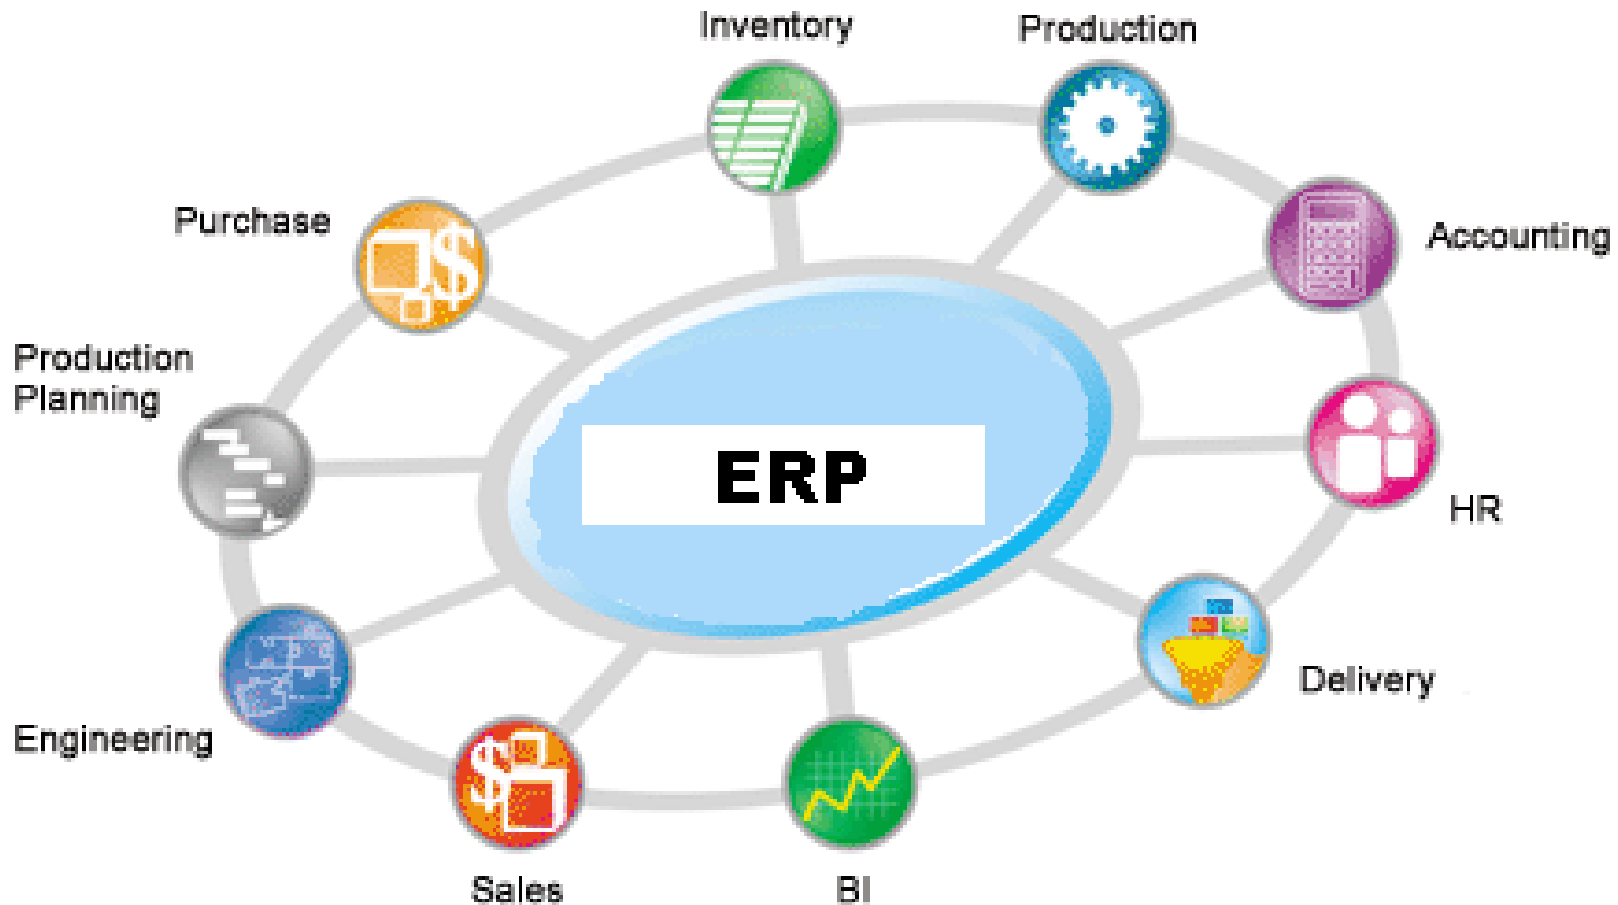 Inventory
Production
Purchase
Accounting
Production
Planning
ERP
HR
Delivery
Engineering
Sales
BI